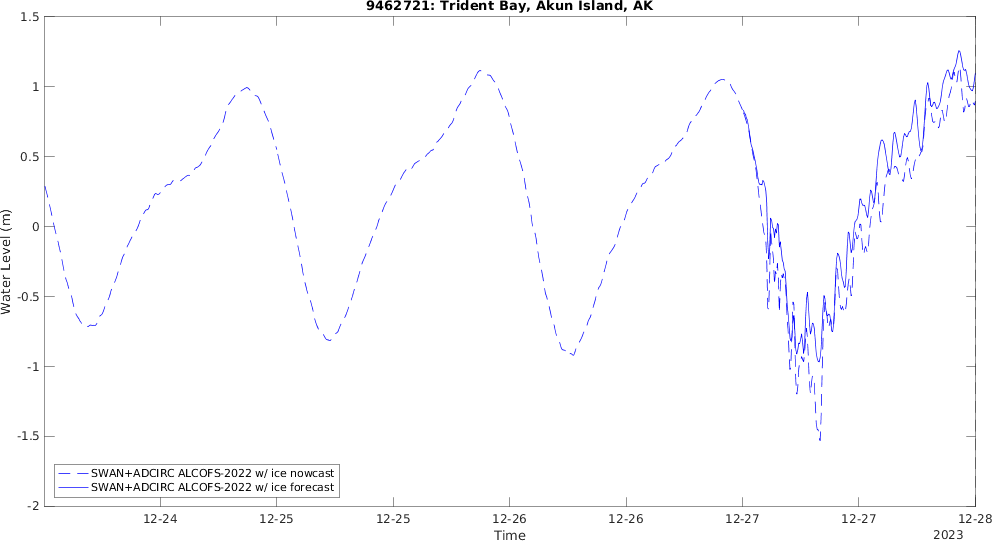 9462721: Trident Bay, Akun Island, AK
Water Level (m)
1.5
1
0.5
0
-0.5
-1
-1.5
-2
SWAN+ADCIRC ALCOFS-2022 w/ ice nowcast
SWAN+ADCIRC ALCOFS-2022 w/ ice forecast
12-24 12-25 12-25 12-26 12-26 12-27 12-27 12-28
Time
2023